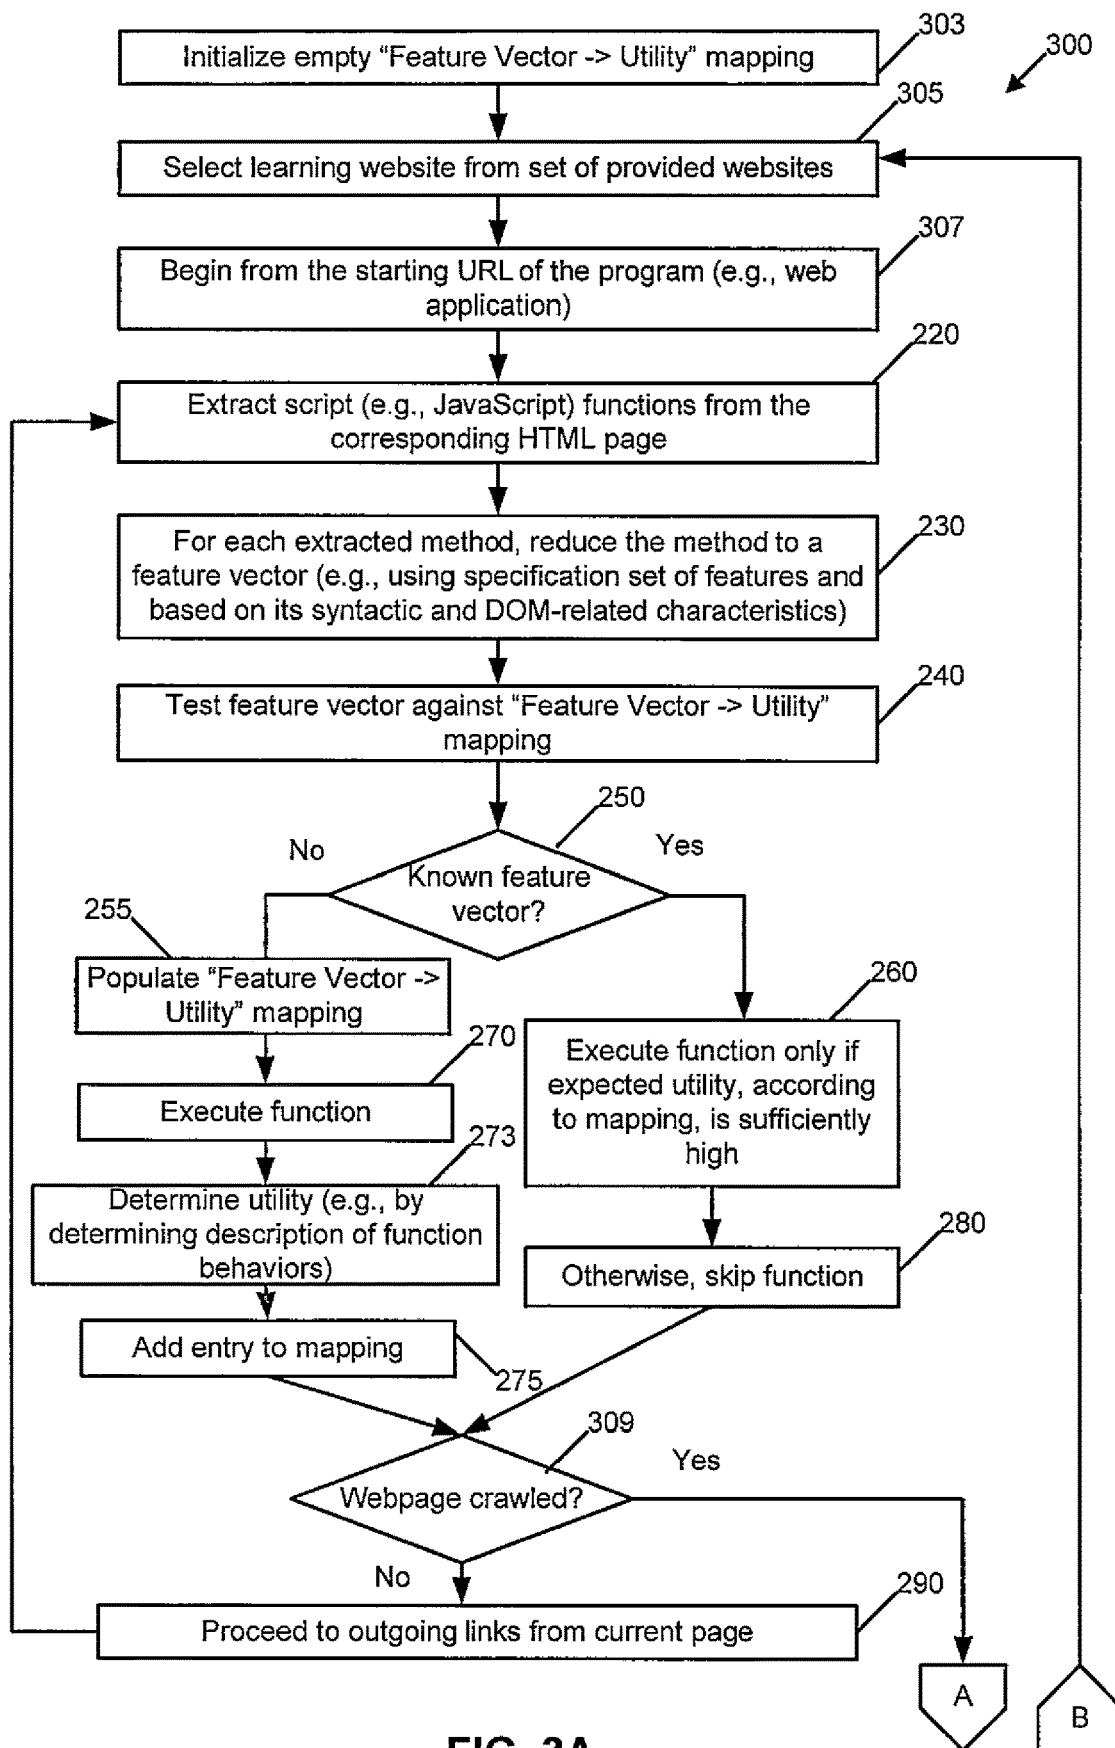 303
Initialize empty “Feature Vector -> Utility” mapping
300
305
Select learning website from set of provided websites
307
Begin from the starting URL of the program (e.g., web
application)
220
Extract script (e.g., JavaScript) functions from the
corresponding HTML page
230
For each extracted method, reduce the method to a
feature vector (e.g., using specification set of features and
based on its syntactic and DOM-related characteristics)
240
Test feature vector against “Feature Vector -> Utility”
mapping
250
No
Yes
Known feature
vector?
255
Populate “Feature Vector ->
Utility” mapping
260
Execute function only if
expected utility, according
to mapping, is sufficiently
high
270
Execute function
273
Determine utility (e.g., by
determining description of function
behaviors)
280
Otherwise, skip function
Add entry to mapping
275
309
Yes
Webpage crawled?
No
290
Proceed to outgoing links from current page
A
B
FIG. 3A